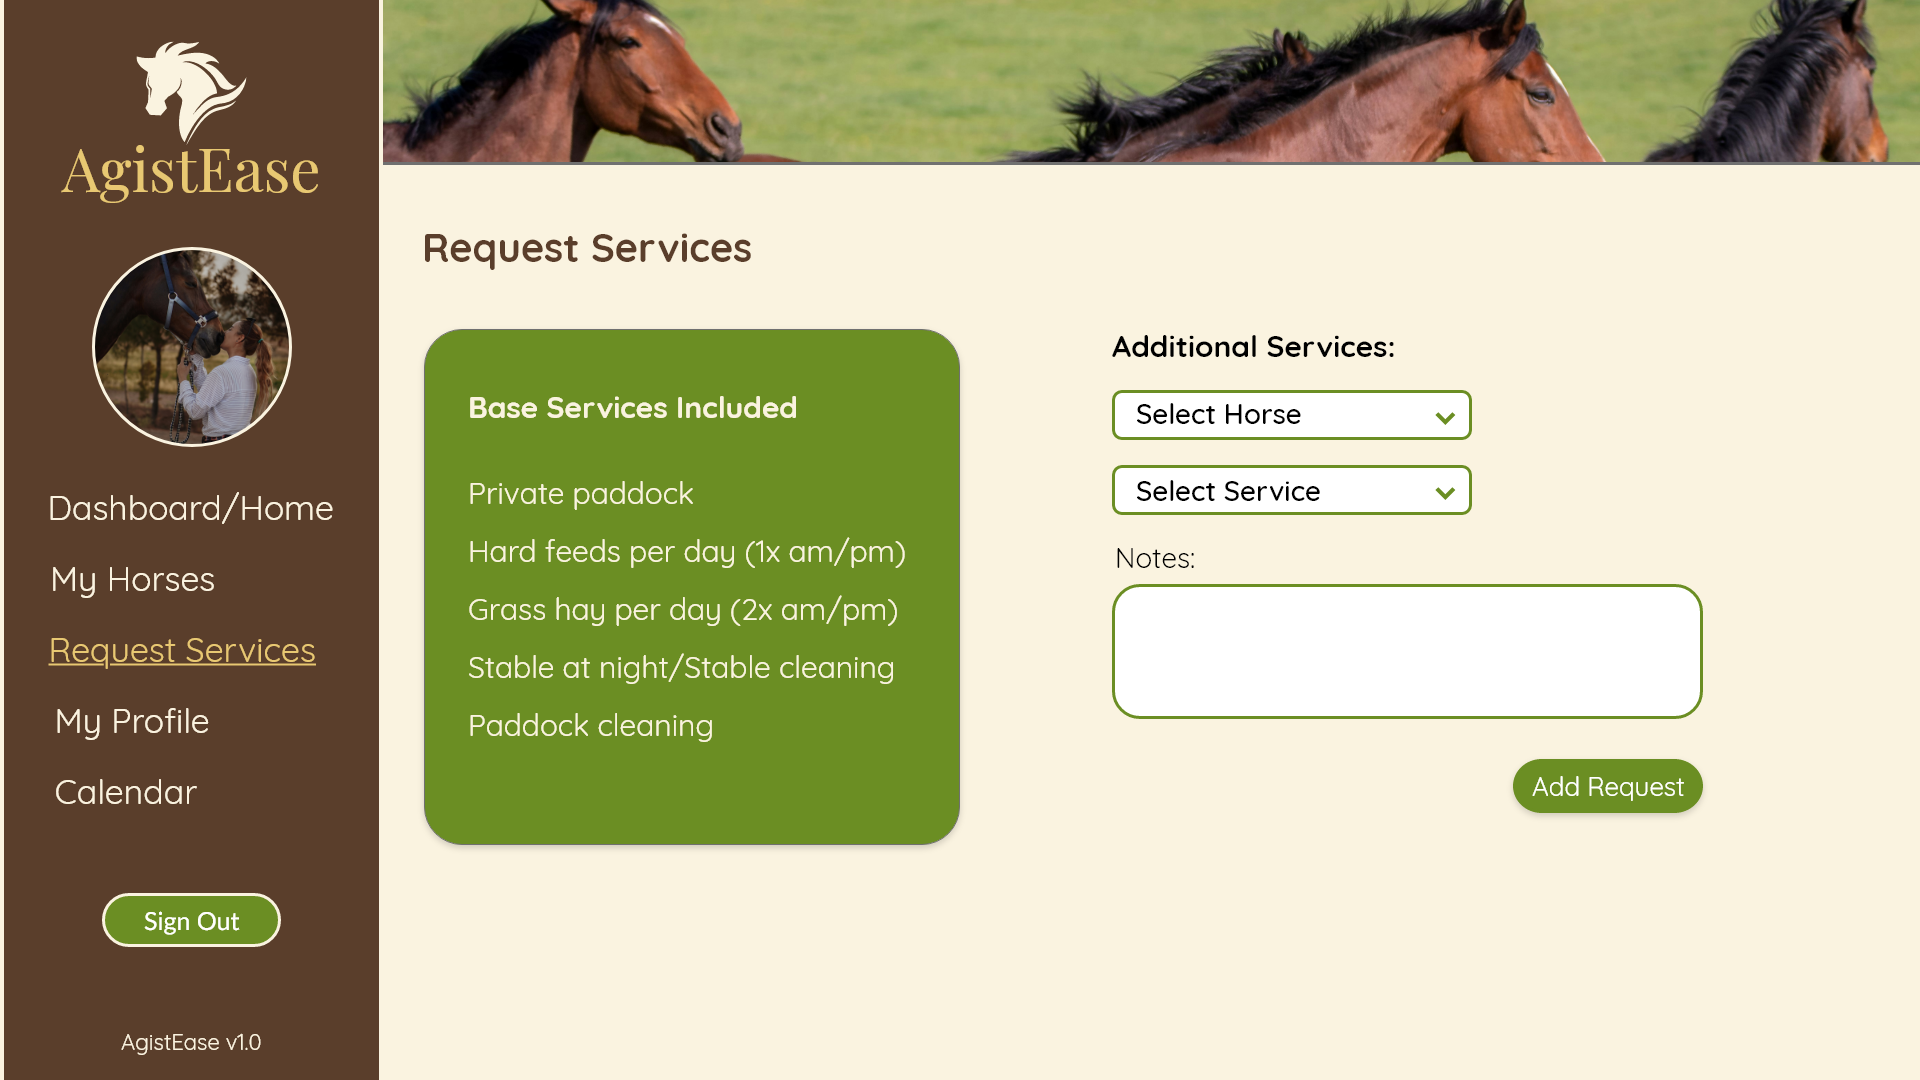 AgistEase
Dashboard/Home
My Horses
Request Services
My Profile
Calendar
Sign Out
AgistEase v1.0
Request Services
Base Services Included
Private paddock
Hard feeds per day (1x am/pm)
Grass hay per day (2x am/pm)
Stable at night/Stable cleaning
Paddock cleaning
Additional Services:
Select Horse
Select Service
Notes:
Add Request